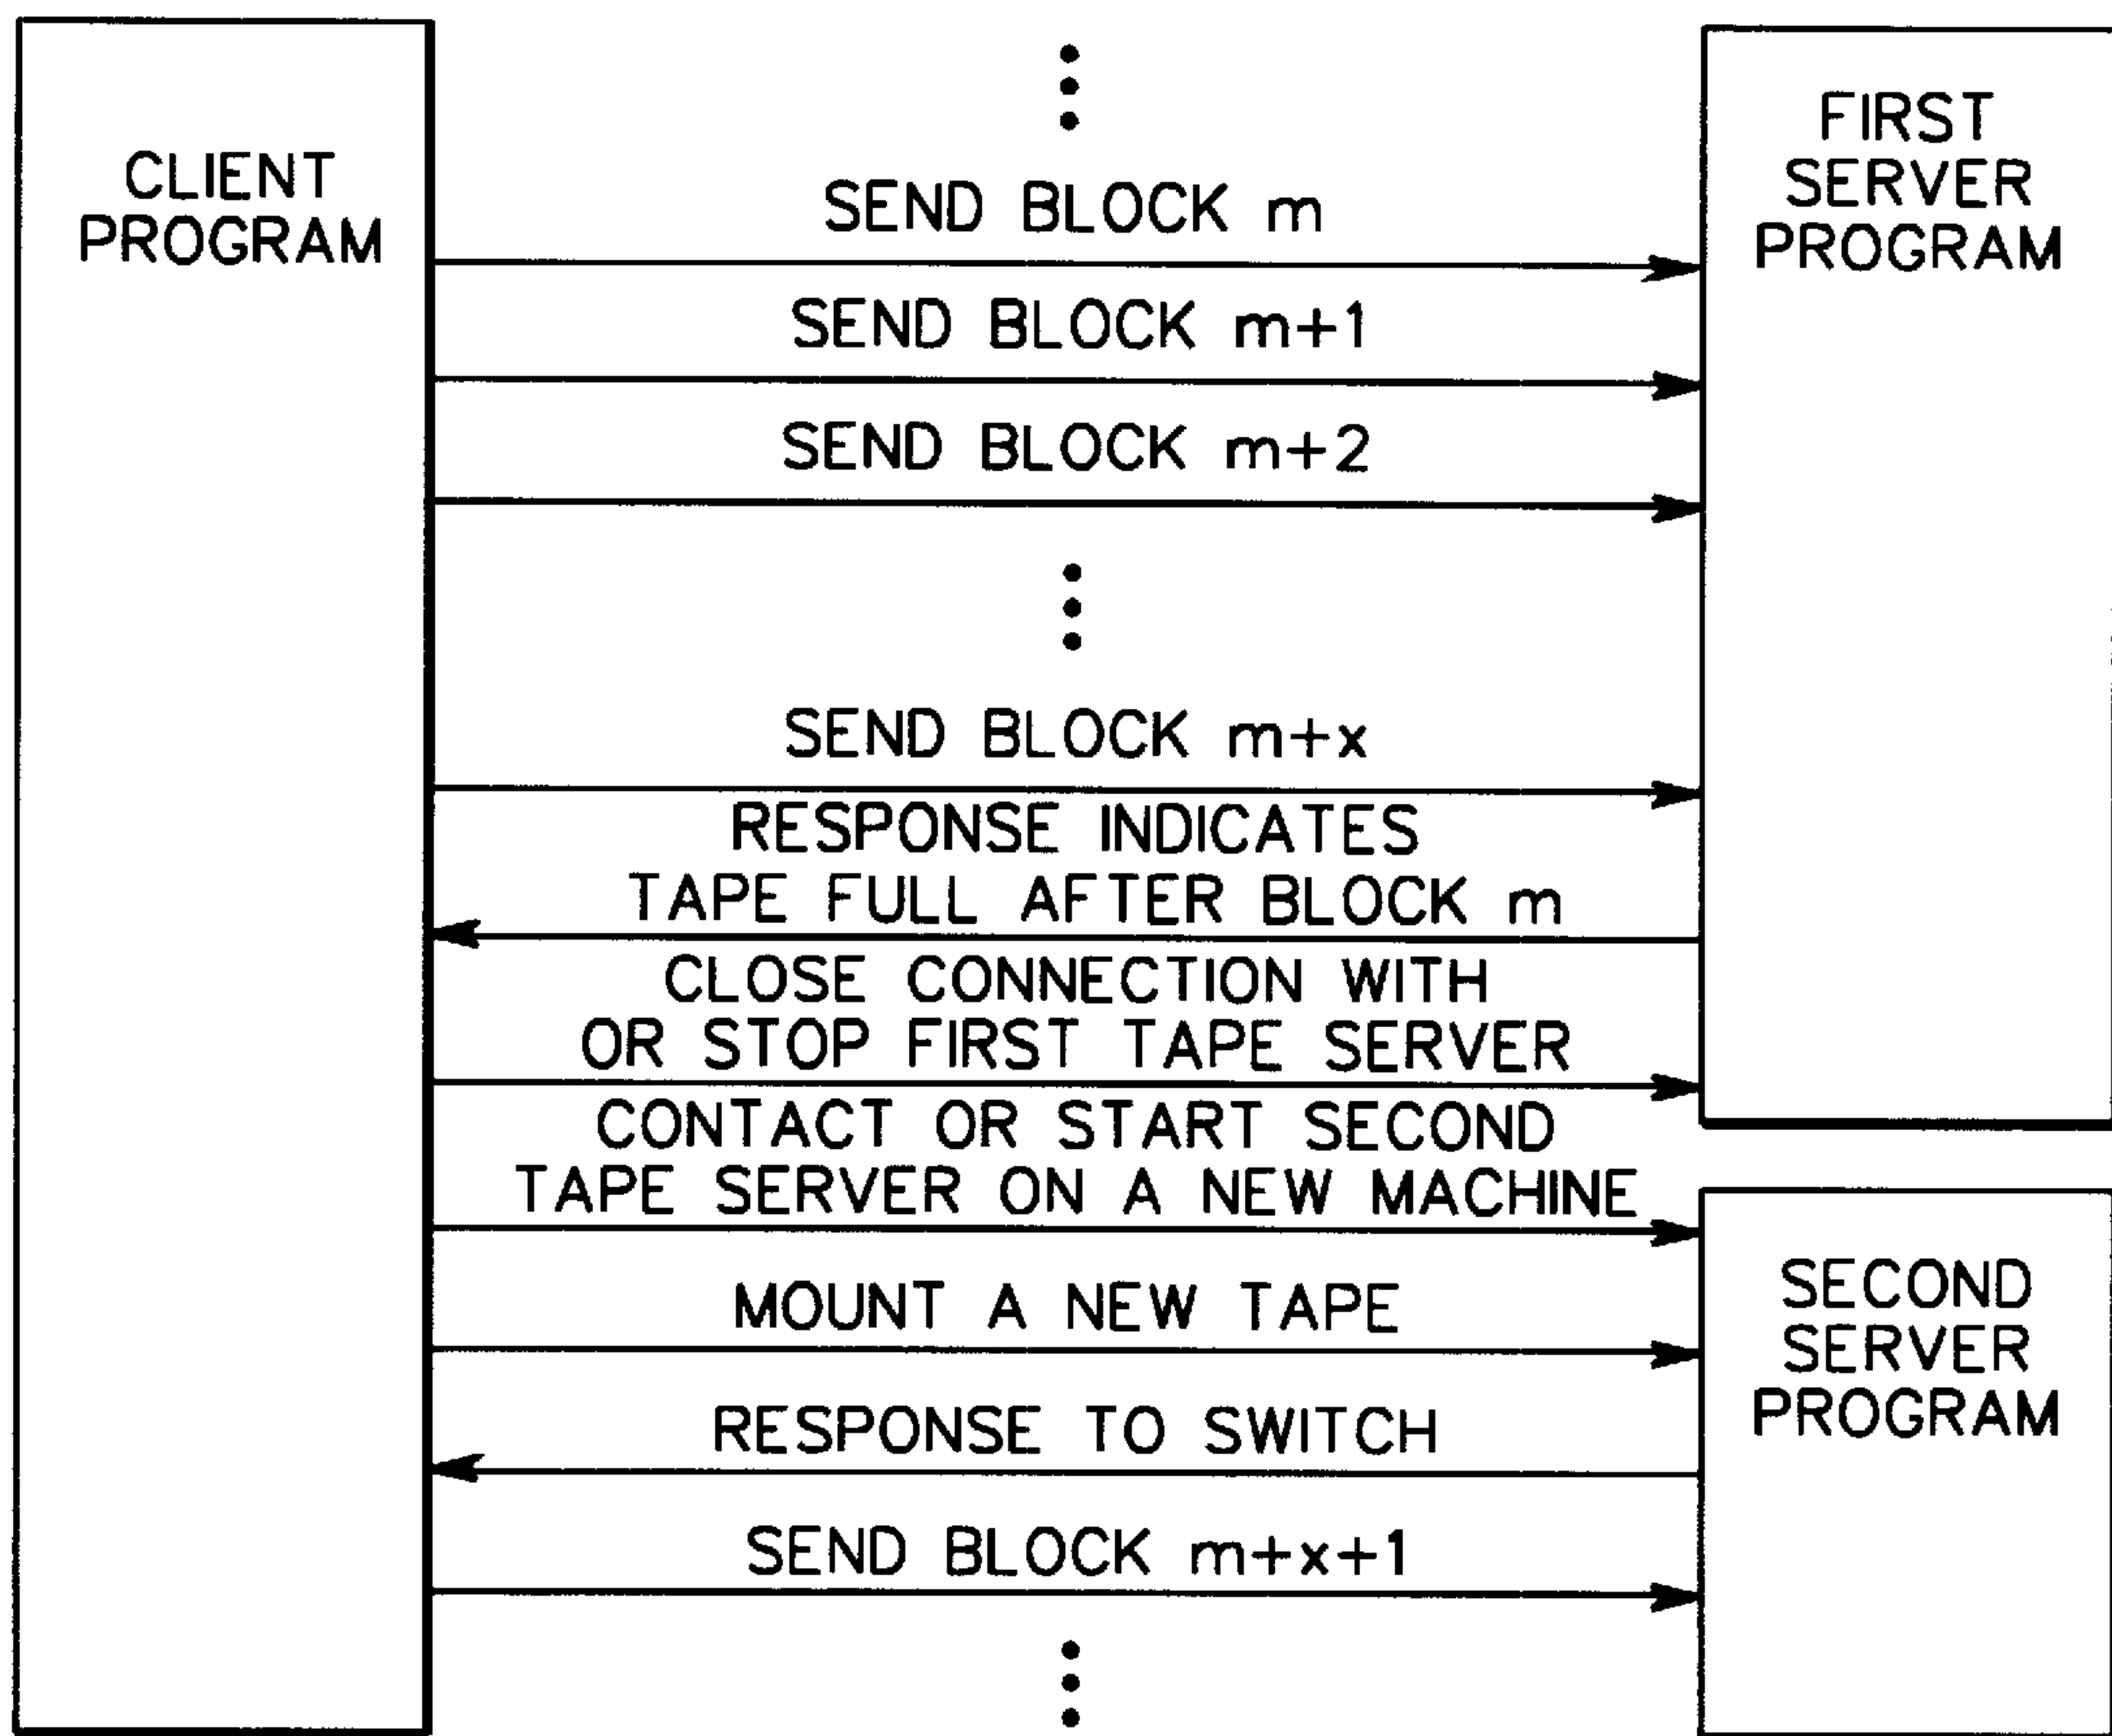 CLIENT
PROGRAM
FIRST
SERVER
PROGRAM
SEND BLOCK m
SEND BLOCK m+1
SEND BLOCK m+2
SEND BLOCK m+x
RESPONSE INDICATES
TAPE FULL AFTER BLOCK m
CLOSE CONNECTION WITH
OR STOP FIRST TAPE SERVER
CONTACT OR START SECOND
TAPE SERVER ON A NEW MACHINE
MOUNT A NEW TAPE
RESPONSE TO SWITCH
SEND BLOCK m+x+1
SECOND
SERVER
PROGRAM